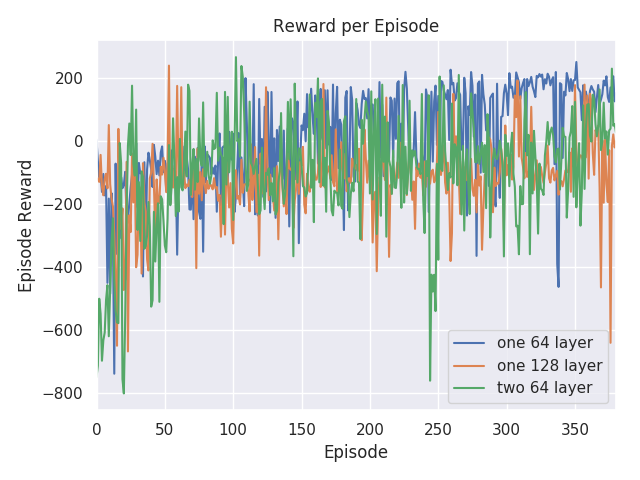 Reward per Episode
Episode Reward
200
0
−200
−400
−600
−800
0
50
100
150
200
250
300
350
Episode
one 64 layer
one 128 layer
two 64 layer